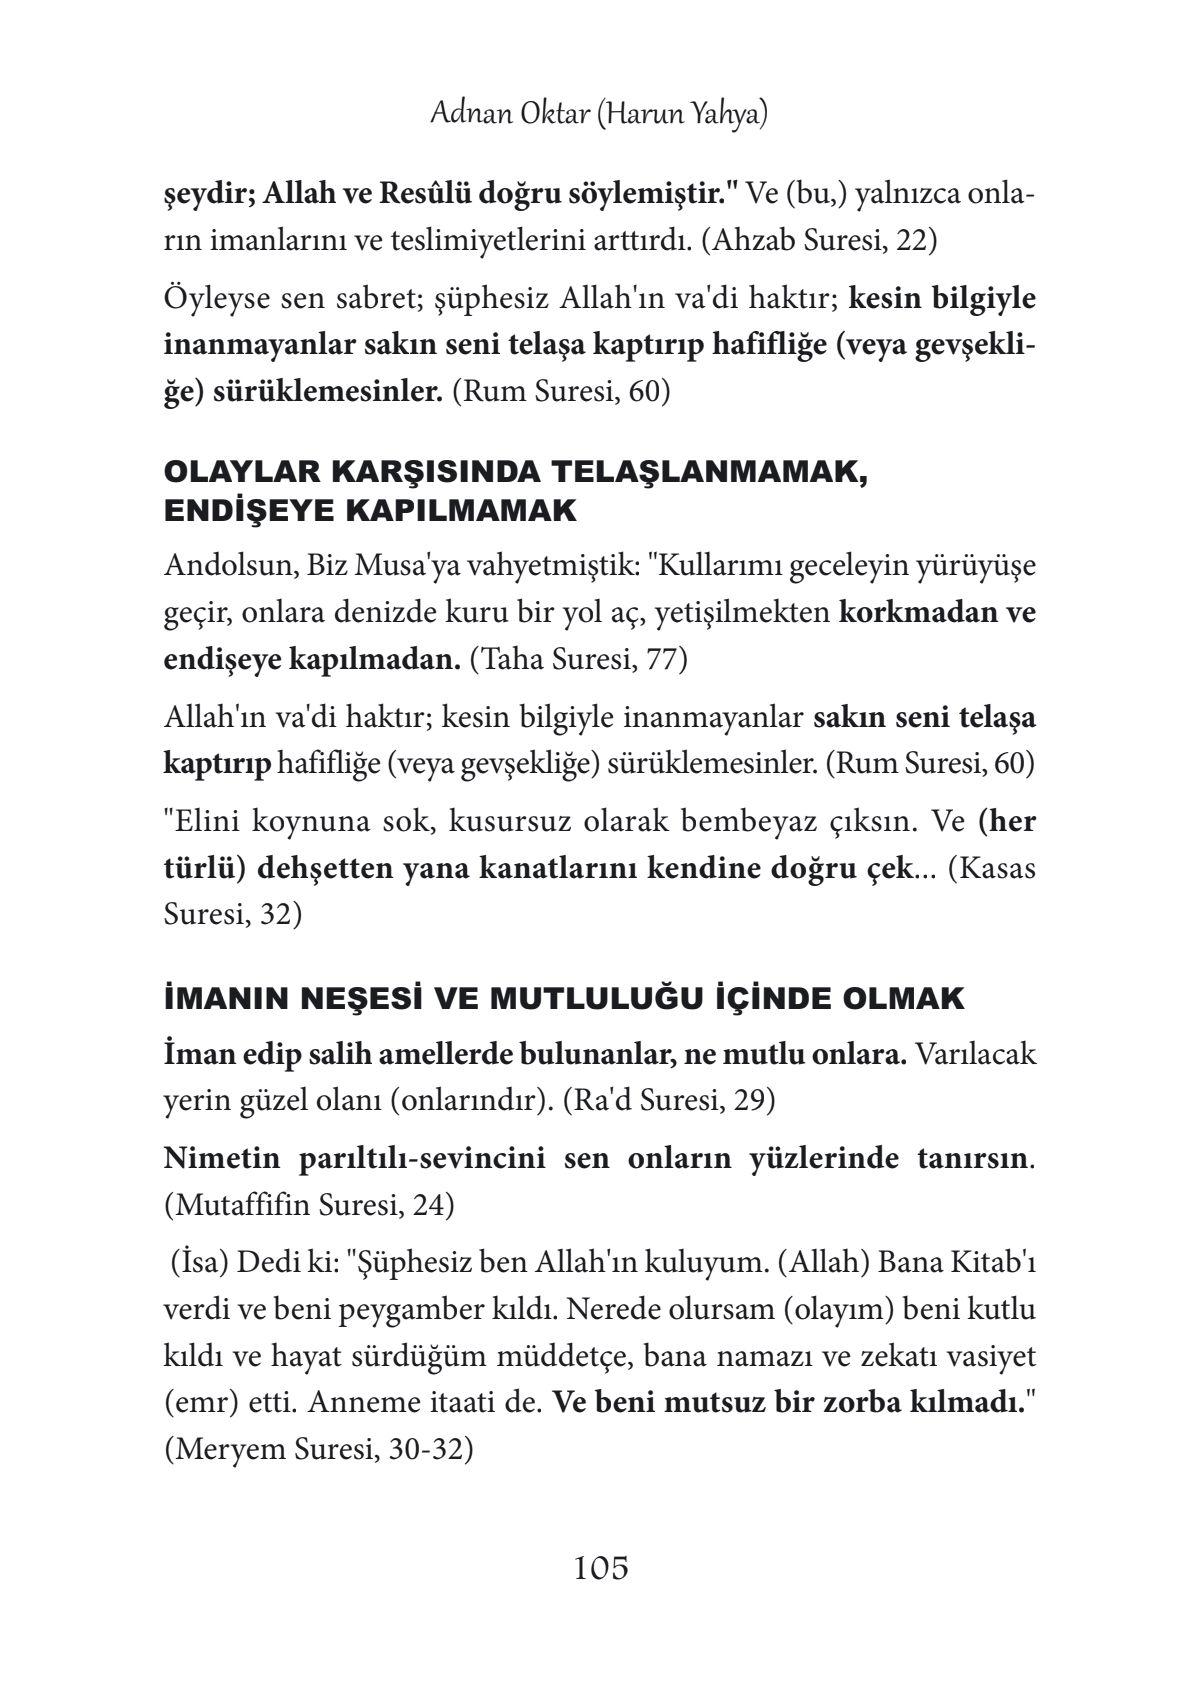 Adnan Oktar (Harun Yahya)
şeydir; Allah ve Resûlü doğru söylemiştir." Ve (bu,) yalnızca onla-
rın imanlarını ve teslimiyetlerini arttırdı. (Ahzab Suresi, 22)
Öyleyse sen sabret; şüphesiz Allah'ın va'di haktır; kesin bilgiyle
inanmayanlar sakın seni telaşa kaptırıp hafifliğe (veya gevşekli-
ğe) sürüklemesinler. (Rum Suresi, 60)
OLAYLAR KARŞISINDA TELAŞLANMAMAK,
ENDİŞEYE KAPILMAMAK
Andolsun, Biz Musa'ya vahyetmiştik: "Kullarımı geceleyin yürüyüşe
geçir, onlara denizde kuru bir yol aç, yetişilmekten korkmadan ve
endişeye kapılmadan. (Taha Suresi, 77)
Allah'ın va'di haktır; kesin bilgiyle inanmayanlar sakın seni telaşa
kaptırıp hafifliğe (veya gevşekliğe) sürüklemesinler. (Rum Suresi, 60)
"Elini koynuna sok, kusursuz olarak bembeyaz çıksın. Ve (her
türlü) dehşetten yana kanatlarını kendine doğru çek... (Kasas
Suresi, 32)
İMANIN NEŞESİ VE MUTLULUĞU İÇİNDE OLMAK
İman edip salih amellerde bulunanlar, ne mutlu onlara. Varılacak
yerin güzel olanı (onlarındır). (Ra'd Suresi, 29)
Nimetin parıltılı-sevincini sen onların yüzlerinde tanırsın.
(Mutaffifin Suresi, 24)
(İsa) Dedi ki: "Şüphesiz ben Allah'ın kuluyum. (Allah) Bana Kitab'ı
verdi ve beni peygamber kıldı. Nerede olursam (olayım) beni kutlu
kıldı ve hayat sürdüğüm müddetçe, bana namazı ve zekatı vasiyet
(emr) etti. Anneme itaati de. Ve beni mutsuz bir zorba kılmadı."
(Meryem Suresi, 30-32)
105